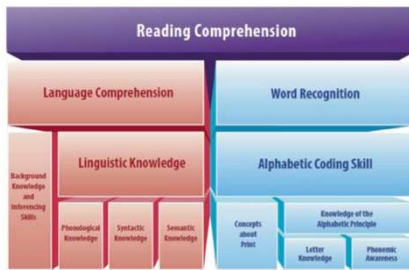 Reading Comprehension
Language Comprehension
Word Recognition
Background
Knowledge
and
Inferencing
Skills
Linguistic Knowledge
Alphabetic Coding Skill
Phonological
Knowledge
Syntactic
Knowledge
Semantic
Knowledge
Concepts
about
Print
Knowledge of the
Alphabetic Principle
Letter
Knowledge
Phonemic
Awareness